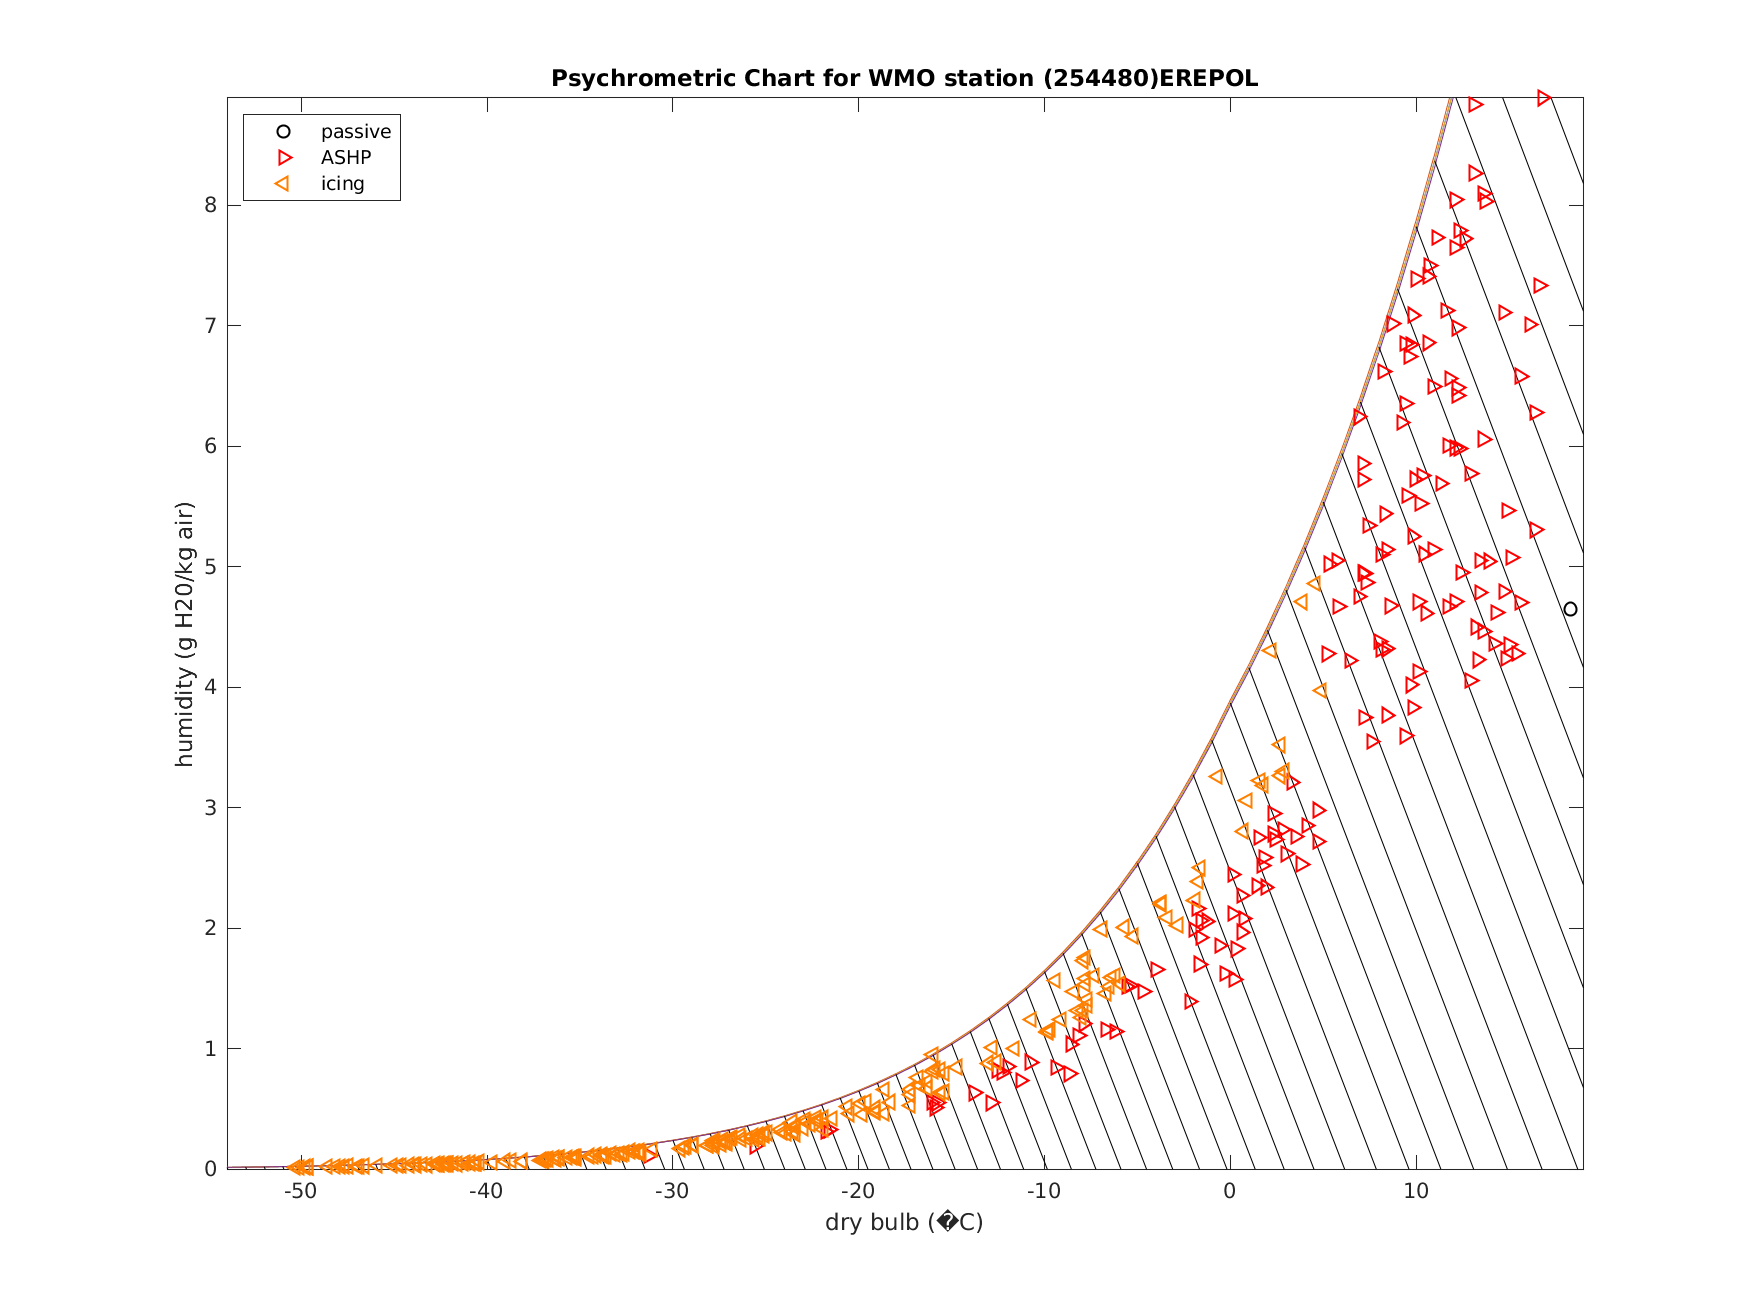 Psychrometric Chart for WMO station (254480)EREPOL
passive
ASHP
icing
humidity (g H20/kg air)
8
7
6
5
4
3
2
1
0
-50 -40 -30 -20 -10 0 10
dry bulb (�C)